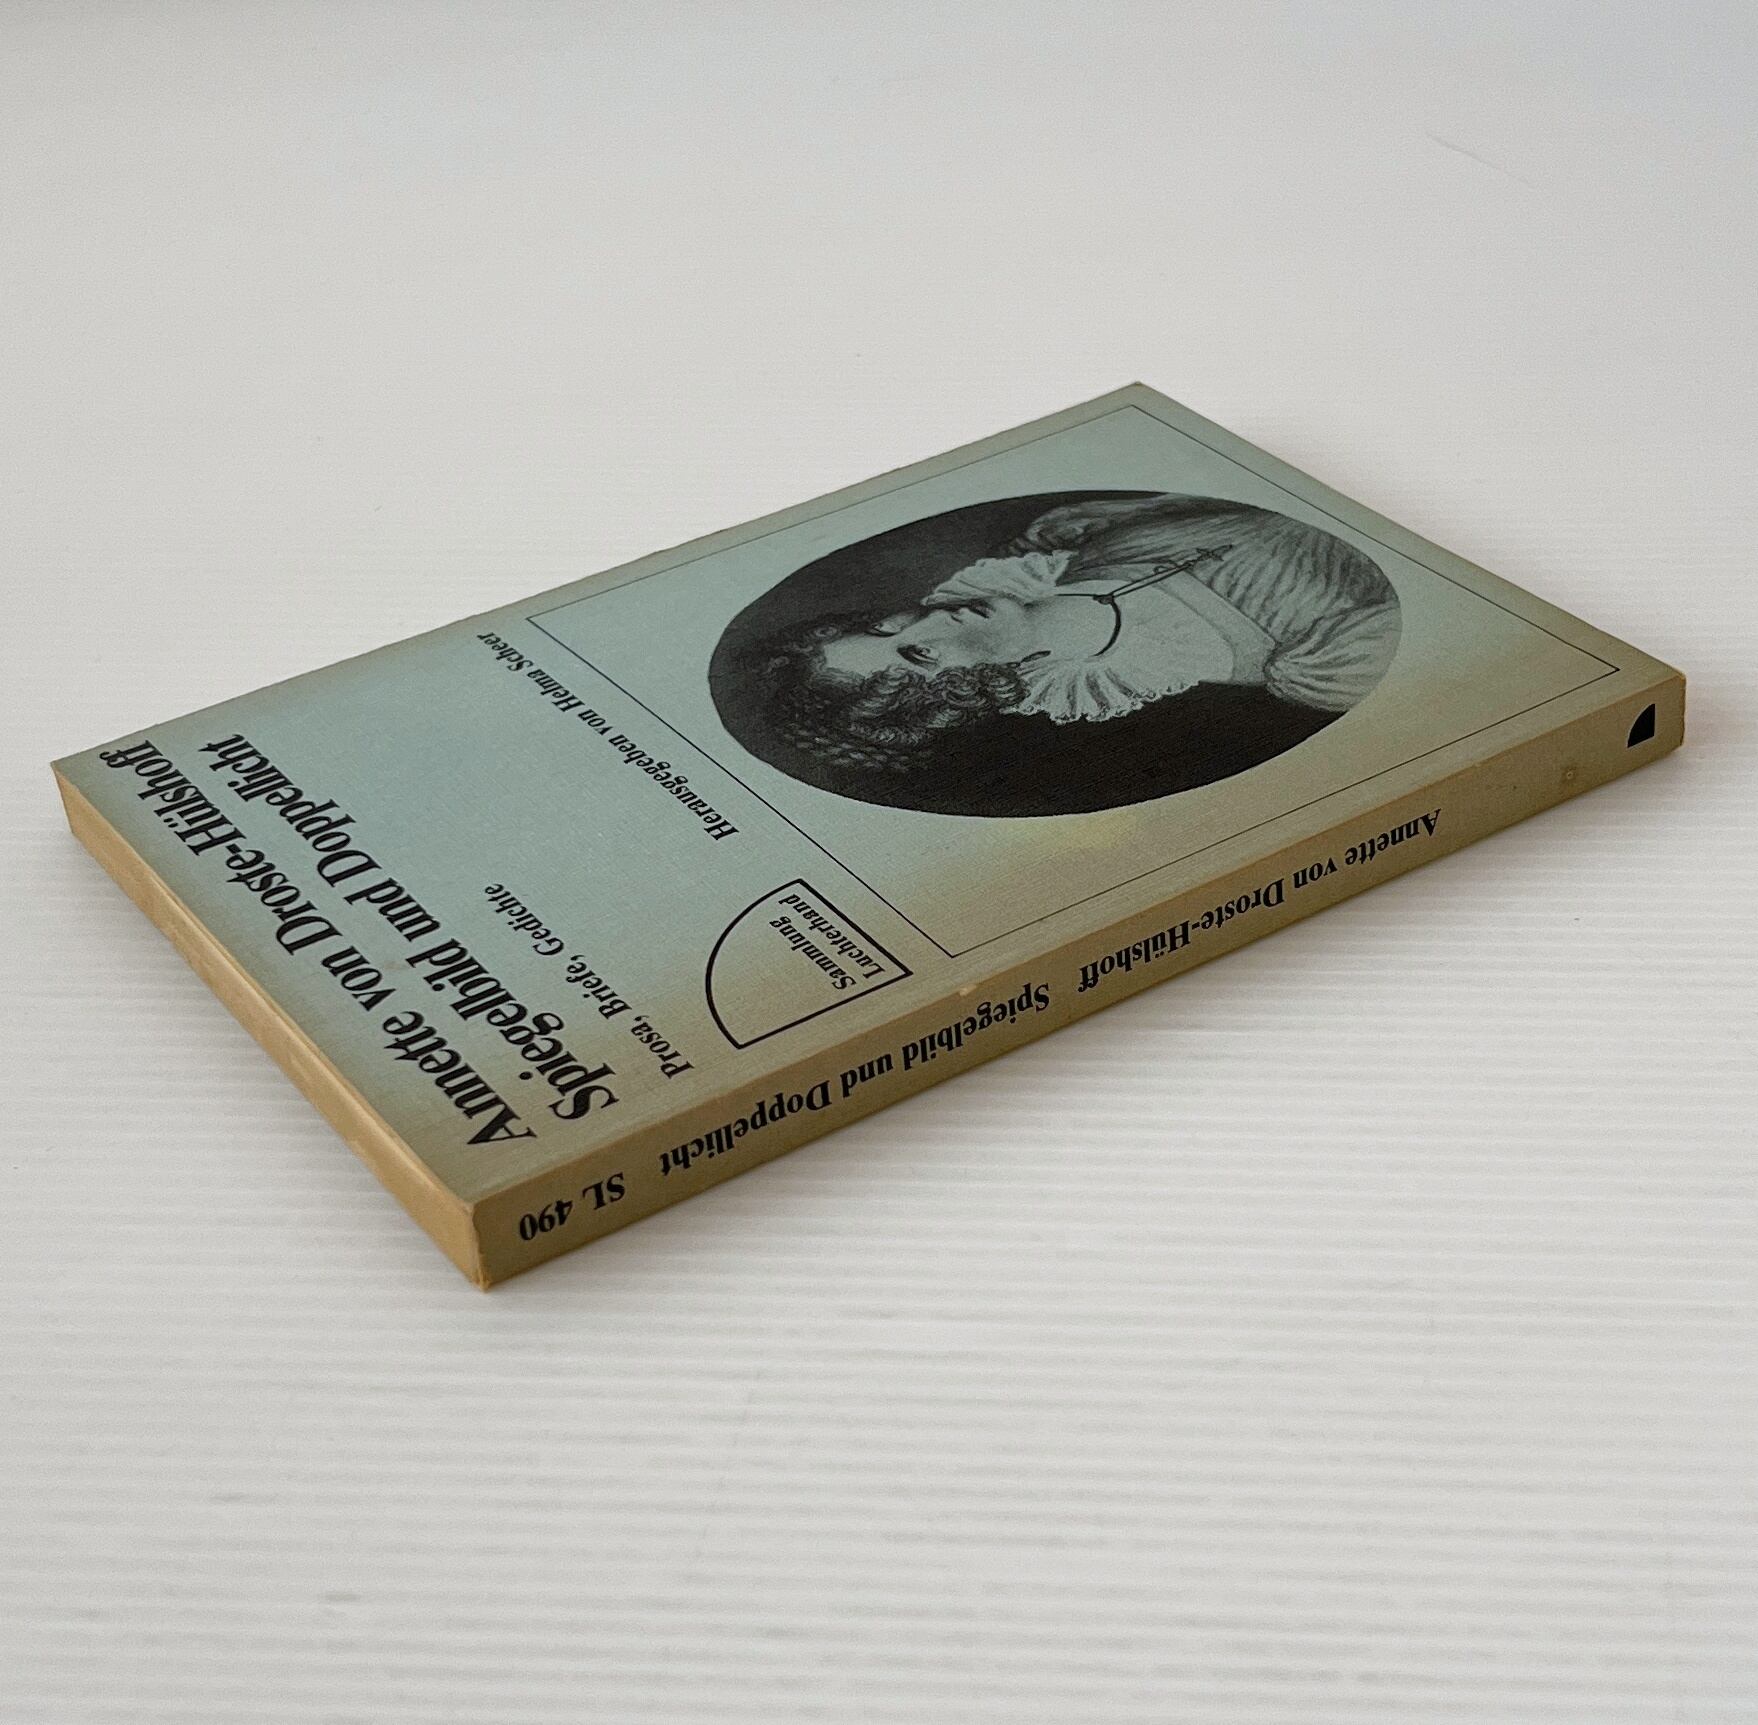 Annette von Droste-Hülshoff
Spiegelbild und Doppellicht
Prosa, Briefe, Gedichte
Sammlung
Luchterhand
Herausgegeben von Helma Scheer
SL 490 Spiegelbild und Doppellicht Annette von Droste-Hülshoff